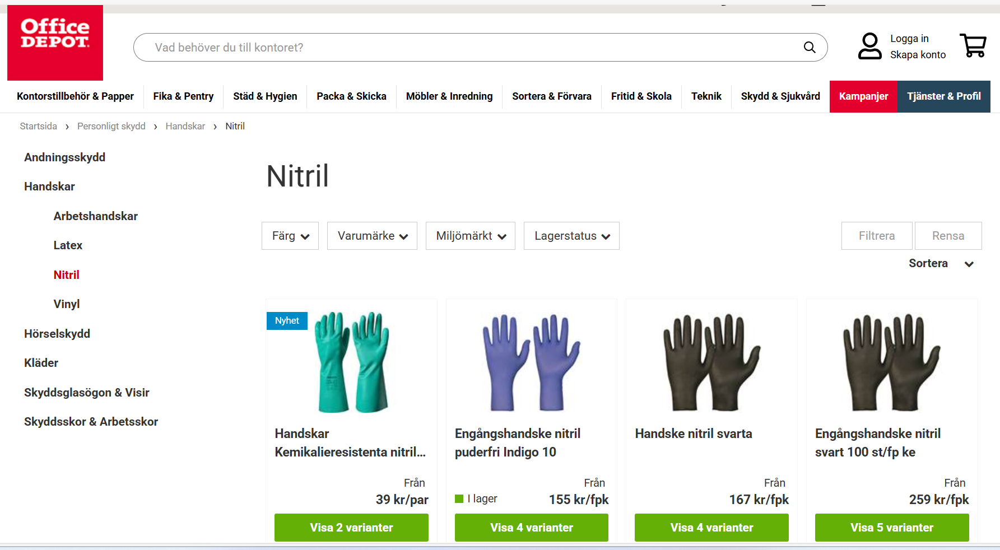 Office
DEPOT.
Vad behöver du till kontoret?
Logga in
Skapa konto
Kontorstillbehör & Papper
Fika & Pentry
Städ & Hygien
Packa & Skicka
Möbler & Inredning
Sortera & Förvara
Fritid & Skola
Teknik
Skydd & Sjukvård
Kampanjer
Tjänster & Profil
Startsida › Personligt skydd › Handskar › Nitril
Andningsskydd
Handskar
Arbetshandskar
Latex
Nitril
Vinyl
Hörselskydd
Kläder
Skyddsglasögon & Visir
Skyddsskor & Arbetsskor
Nitril
Färg
Varumärke
Miljömärkt
Lagerstatus
Filtrera
Rensa
Sortera
Nyhet
Handskar
Kemikalieresistenta nitril...
Från
39 kr/par
Visa 2 varianter
Engångshandske nitril
puderfri Indigo 10
Från
I lager
155 kr/fpk
Visa 4 varianter
Handske nitril svarta
Från
167 kr/fpk
Visa 4 varianter
Engångshandske nitril
svart 100 st/fp ke
Från
259 kr/fpk
Visa 5 varianter